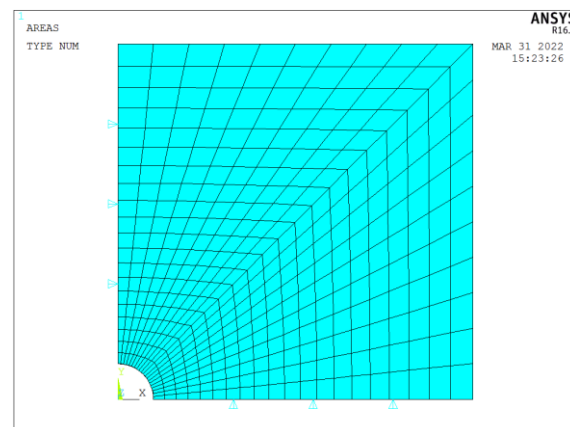 1
AREAS
TYPE NUM
ANSYS
R16.
MAR 31 2022
15:23:26
Y
Z X